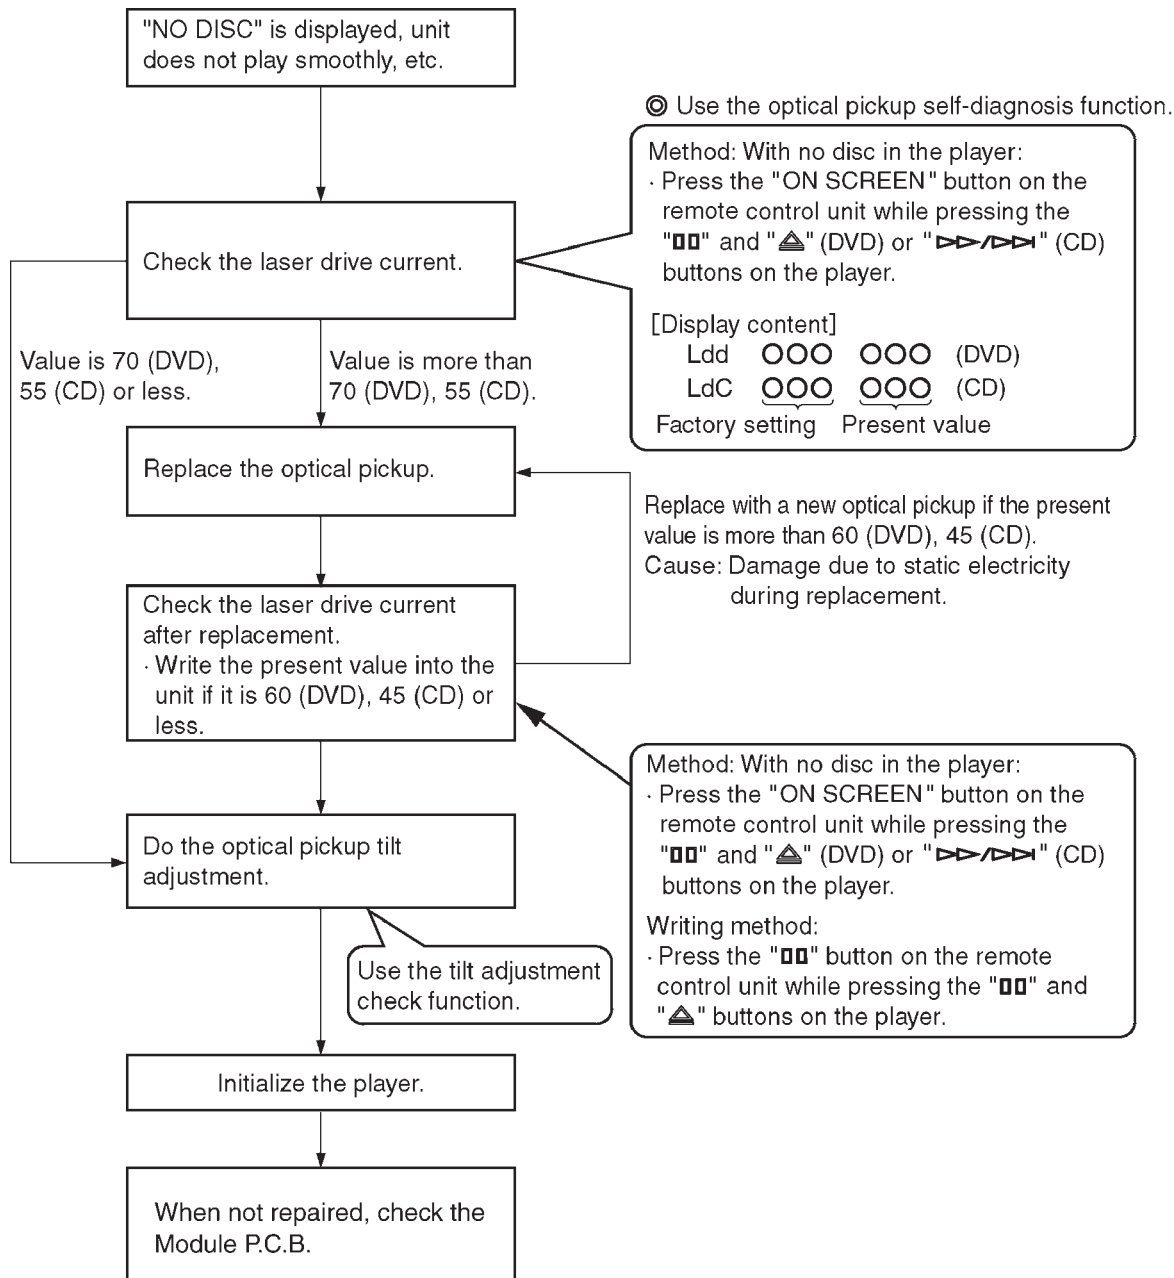 "NO DISC" is displayed, unit
does not play smoothly, etc.
◎ Use the optical pickup self-diagnosis function.
Method: With no disc in the player:
· Press the "ON SCREEN" button on the
remote control unit while pressing the
"▯▯" and "⏏" (DVD) or "▷▷/▷▷I" (CD)
buttons on the player.
[Display content]
Ldd OOO OOO (DVD)
LdC OOO OOO (CD)
Factory setting Present value
Check the laser drive current.
Value is 70 (DVD),
55 (CD) or less.
Value is more than
70 (DVD), 55 (CD).
Replace the optical pickup.
Replace with a new optical pickup if the present
value is more than 60 (DVD), 45 (CD).
Cause: Damage due to static electricity
during replacement.
Check the laser drive current
after replacement.
· Write the present value into the
unit if it is 60 (DVD), 45 (CD) or
less.
Method: With no disc in the player:
· Press the "ON SCREEN" button on the
remote control unit while pressing the
"▯▯" and "⏏" (DVD) or "▷▷/▷▷I" (CD)
buttons on the player.
Writing method:
· Press the "▯▯" button on the remote
control unit while pressing the "▯▯" and
"⏏" buttons on the player.
Do the optical pickup tilt
adjustment.
Use the tilt adjustment
check function.
Initialize the player.
When not repaired, check the
Module P.C.B.